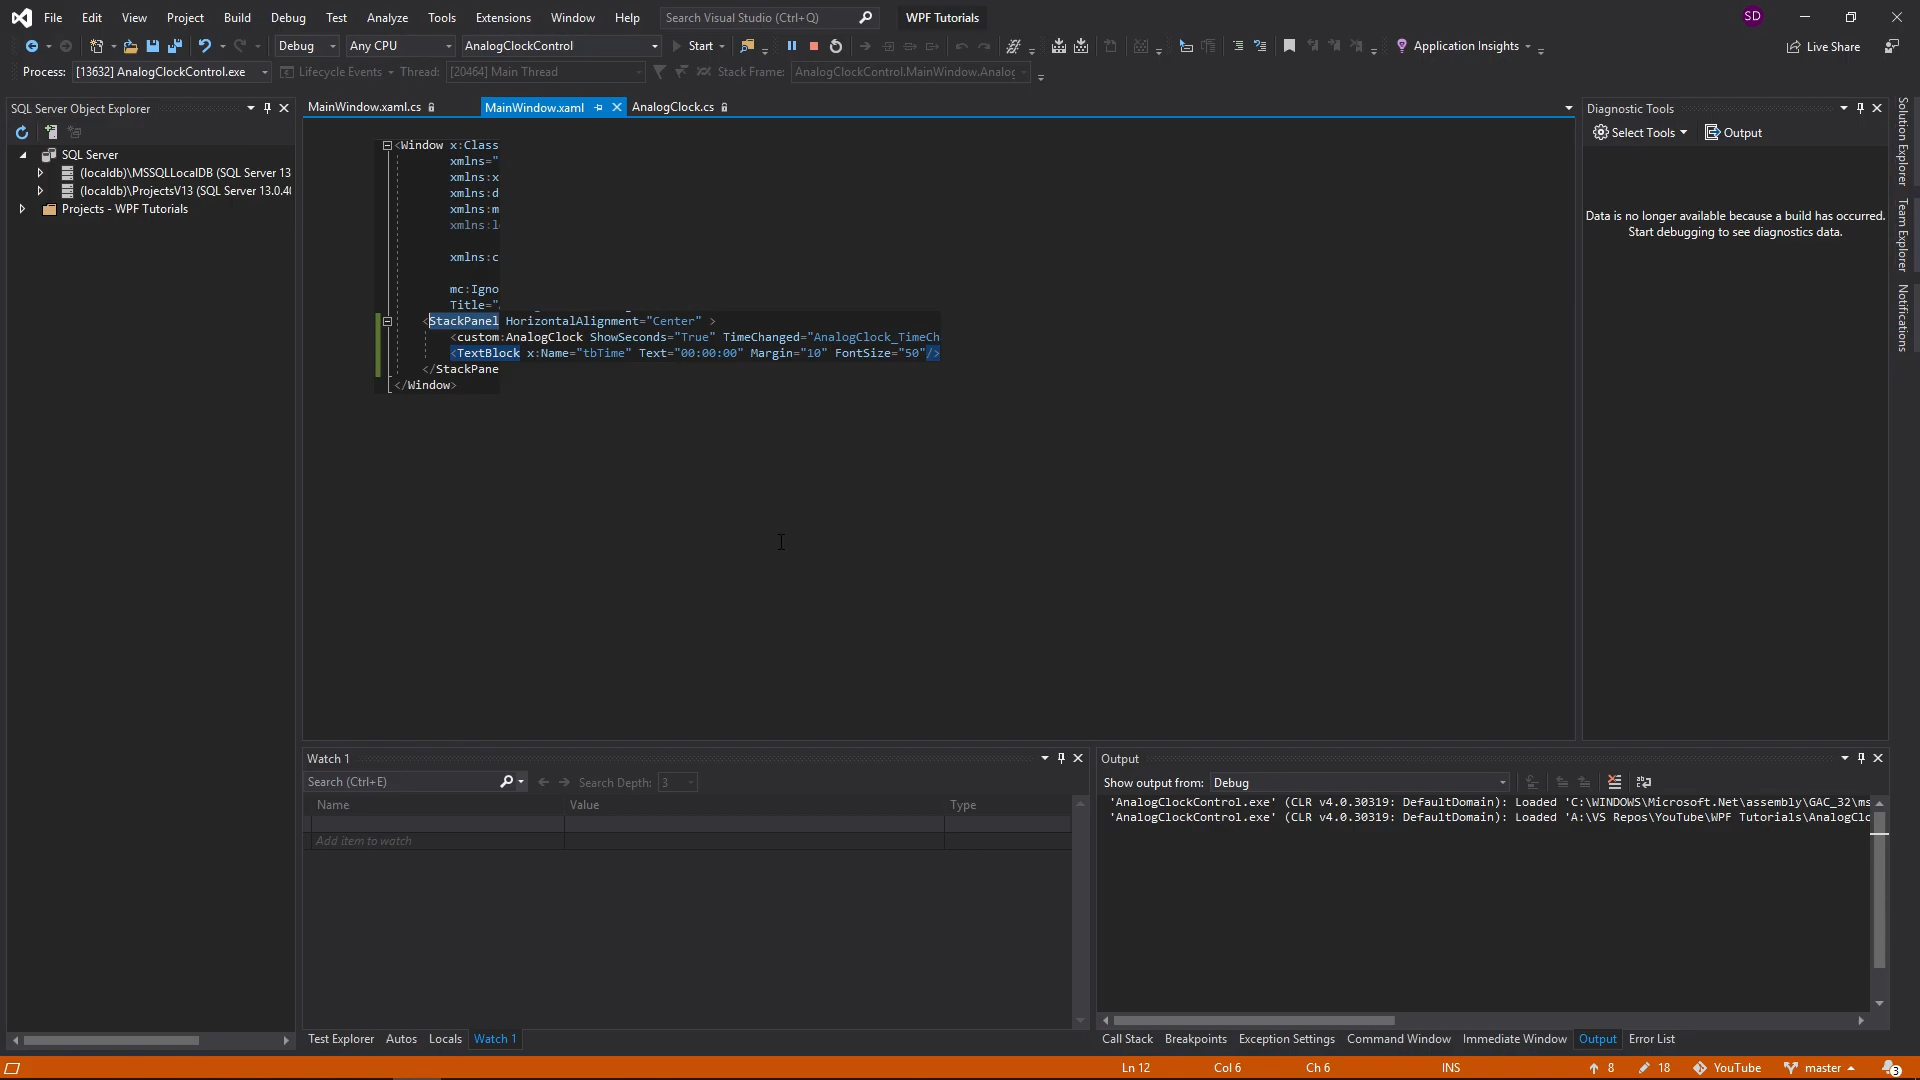 File Edit View Project Build Debug Test Analyze Tools Extensions Window Help Search Visual Studio (Ctrl+Q) WPF Tutorials SD
Debug Any CPU AnalogClockControl Start Application Insights Live Share
Process: [13632] AnalogClockControl.exe Lifecycle Events Thread: [20464] Main Thread Stack Frame: AnalogClockControl.MainWindow.Analog
SQL Server Object Explorer
SQL Server
(localdb)\MSSQLLocalDB (SQL Server 13
(localdb)\ProjectsV13 (SQL Server 13.0.40
Projects - WPF Tutorials
MainWindow.xaml.cs MainWindow.xaml AnalogClock.cs
<Window x:Class
xmlns="
xmlns:x
xmlns:d
xmlns:m
xmlns:l
xmlns:c
mc:Igno
Title="
<StackPanel HorizontalAlignment="Center" >
<custom:AnalogClock ShowSeconds="True" TimeChanged="AnalogClock_TimeCh
<TextBlock x:Name="tbTime" Text="00:00:00" Margin="10" FontSize="50"/>
</StackPane
</Window>
Diagnostic Tools
Select Tools Output
Data is no longer available because a build has occurred.
Start debugging to see diagnostics data.
Solution Explorer
Team Explorer
Notifications
Watch 1
Search (Ctrl+E) Search Depth: 3
Name Value Type
Add item to watch
Test Explorer Autos Locals Watch 1
Output
Show output from: Debug
'AnalogClockControl.exe' (CLR v4.0.30319: DefaultDomain): Loaded 'C:\WINDOWS\Microsoft.Net\assembly\GAC_32\ms
'AnalogClockControl.exe' (CLR v4.0.30319: DefaultDomain): Loaded 'A:\VS Repos\YouTube\WPF Tutorials\AnalogClo
Call Stack Breakpoints Exception Settings Command Window Immediate Window Output Error List
Ln 12 Col 6 Ch 6 INS 8 18 YouTube master 3